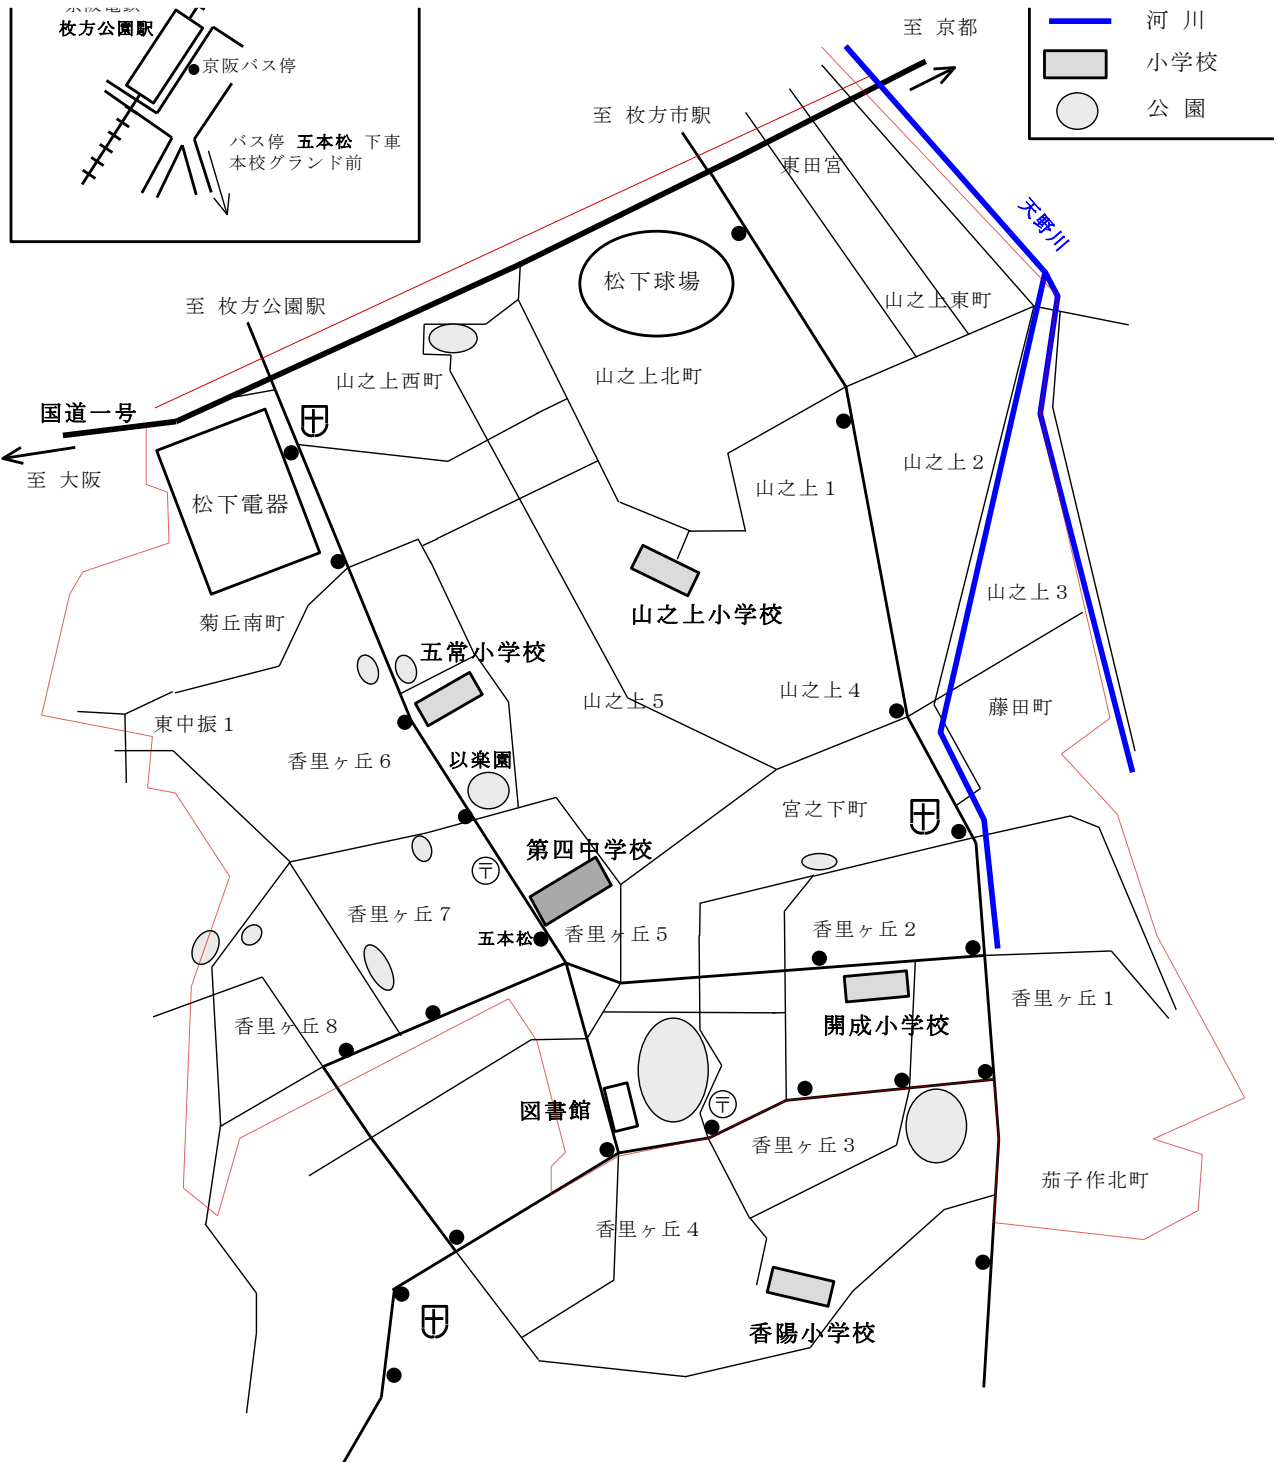 枚方公園駅
京阪バス停
バス停 五本松 下車
本校グランド前
至 京都
河 川
小学校
公 園
至 枚方市駅
東田宮
天野川
松下球場
山之上東町
至 枚方公園駅
山之上西町
山之上北町
国道一号
至 大阪
山之上2
山之上1
松下電器
山之上3
山之上小学校
菊丘南町
五常小学校
山之上5
山之上4
藤田町
東中振1
香里ヶ丘6
以楽園
宮之下町
第四中学校
〒
香里ヶ丘7
五本松
香里ヶ丘5
香里ヶ丘2
香里ヶ丘1
香里ヶ丘8
開成小学校
図書館
〒
香里ヶ丘3
茄子作北町
香里ヶ丘4
香陽小学校